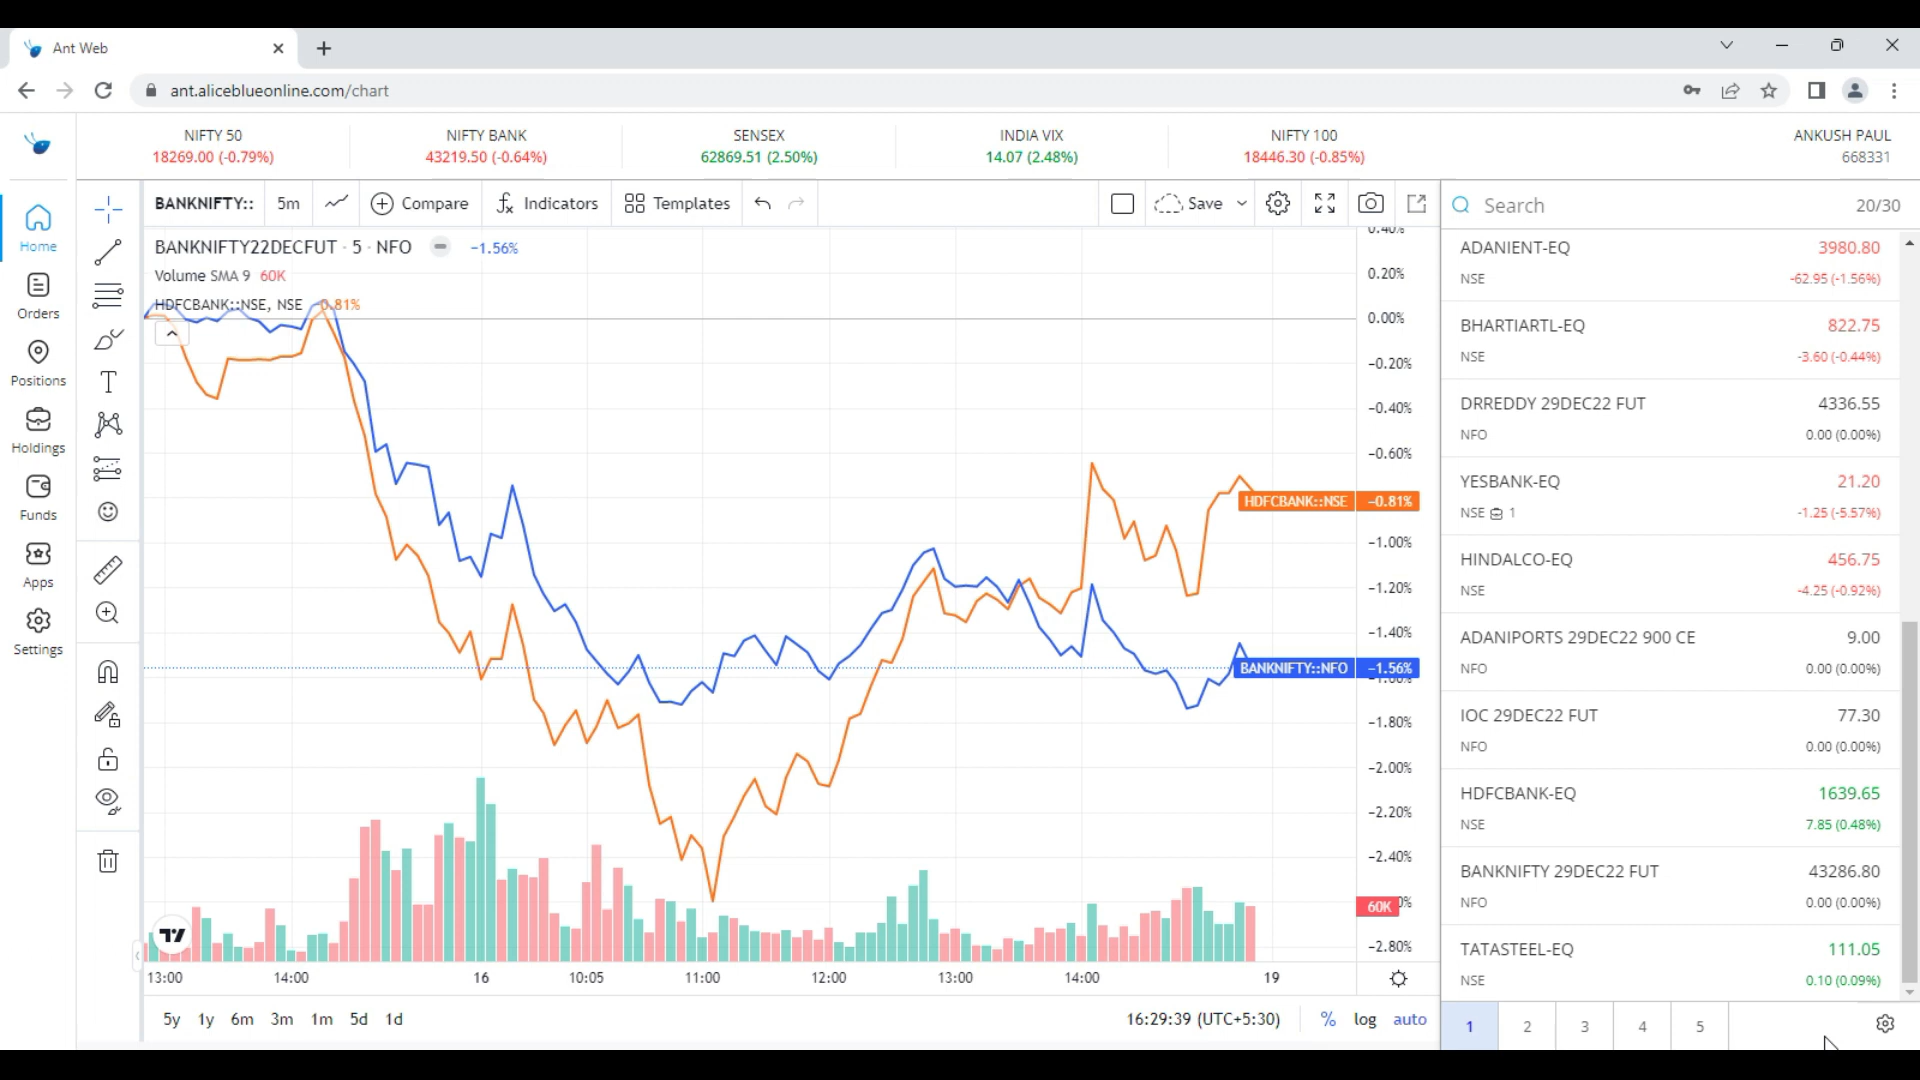 Ant Web
ant.aliceblueonline.com/chart
NIFTY 50
18269.00 (-0.79%)
NIFTY BANK
43219.50 (-0.64%)
SENSEX
62869.51 (2.50%)
INDIA VIX
14.07 (2.48%)
NIFTY 100
18446.30 (-0.85%)
ANKUSH PAUL
668331
Home
Orders
Positions
Holdings
Funds
Apps
Settings
BANKNIFTY::
5m
Compare
Indicators
Templates
Save
BANKNIFTY22DECFUT · 5 · NFO
−1.56%
Volume SMA 9 60K
HDFCBANK::NSE, NSE −0.81%
0.40%
0.20%
0.00%
−0.20%
−0.40%
−0.60%
HDFCBANK::NSE −0.81%
−1.00%
−1.20%
−1.40%
BANKNIFTY::NFO −1.56%
−1.60%
−1.80%
−2.00%
−2.20%
−2.40%
60K
−2.80%
13:00
14:00
16
10:05
11:00
12:00
13:00
14:00
19
5y
1y
6m
3m
1m
5d
1d
16:29:39 (UTC+5:30)
%
log
auto
Search
20/30
ADANIENT-EQ 3980.80
NSE -62.95 (-1.56%)
BHARTIARTL-EQ 822.75
NSE -3.60 (-0.44%)
DRREDDY 29DEC22 FUT 4336.55
NFO 0.00 (0.00%)
YESBANK-EQ 21.20
NSE 1 -1.25 (-5.57%)
HINDALCO-EQ 456.75
NSE -4.25 (-0.92%)
ADANIPORTS 29DEC22 900 CE 9.00
NFO 0.00 (0.00%)
IOC 29DEC22 FUT 77.30
NFO 0.00 (0.00%)
HDFCBANK-EQ 1639.65
NSE 7.85 (0.48%)
BANKNIFTY 29DEC22 FUT 43286.80
NFO 0.00 (0.00%)
TATASTEEL-EQ 111.05
NSE 0.10 (0.09%)
1
2
3
4
5